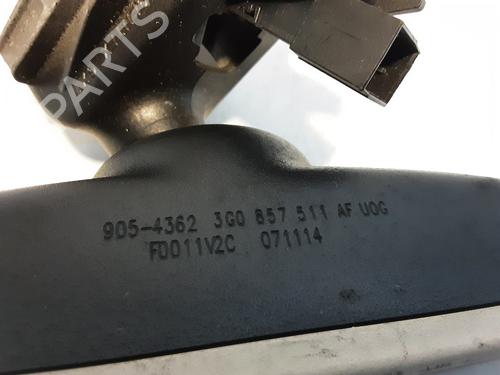 905-4362 3G0 857 511 AF UOG
FD011V2C 071114
B-PARTS